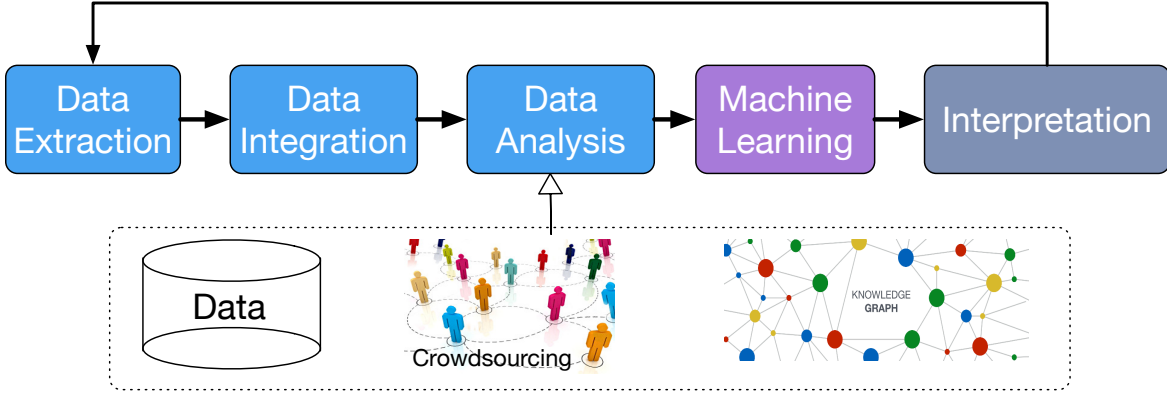 Data
Extraction
Data
Integration
Data
Analysis
Machine
Learning
Interpretation
Data
Crowdsourcing
KNOWLEDGE
GRAPH